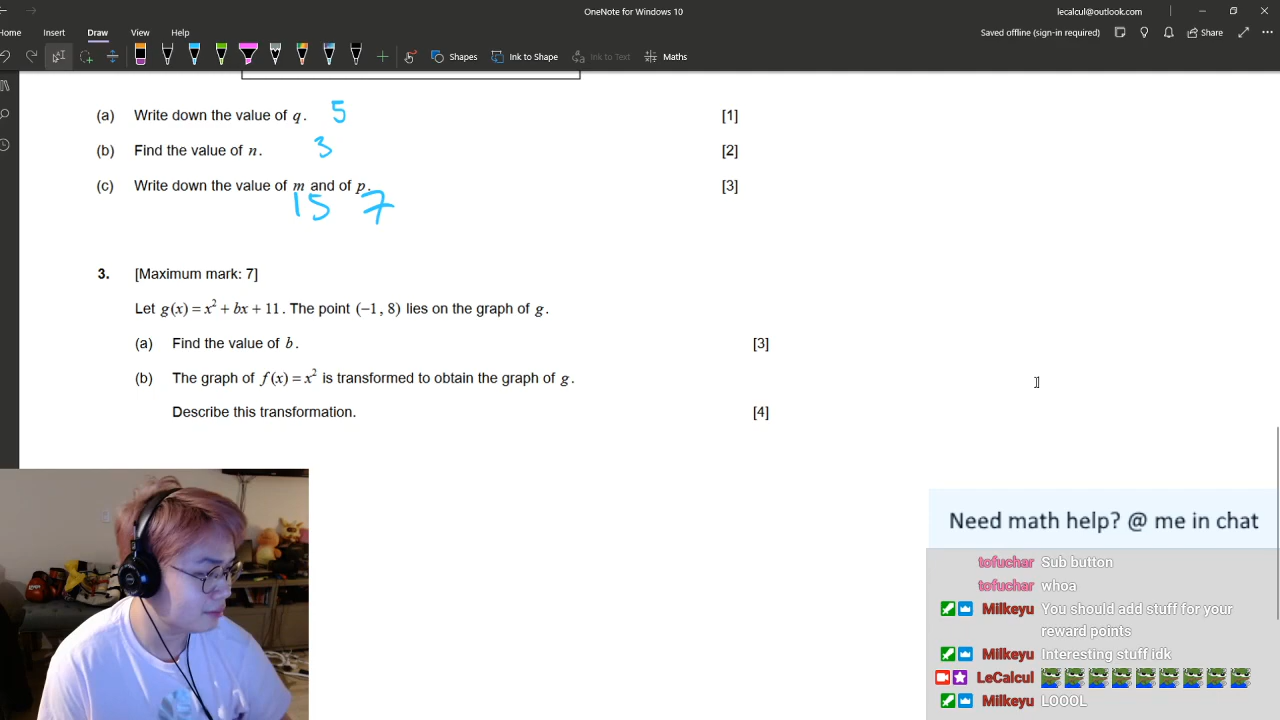 OneNote for Windows 10
lecalcul@outlook.com
Home Insert Draw View Help
Saved offline (sign-in required)
Share
Shapes
Ink to Shape
Ink to Text
Maths
(a) Write down the value of q. 5 [1]
(b) Find the value of n. 3 [2]
(c) Write down the value of m and of p. [3]
15 7
3. [Maximum mark: 7]
Let g(x) = x² + bx + 11. The point (−1, 8) lies on the graph of g.
(a) Find the value of b. [3]
(b) The graph of f(x) = x² is transformed to obtain the graph of g.
Describe this transformation. [4]
Need math help? @ me in chat
tofuchar Sub button
tofuchar whoa
Milkeyu You should add stuff for your
reward points
Milkeyu Interesting stuff idk
LeCalcul
Milkeyu LOOOL